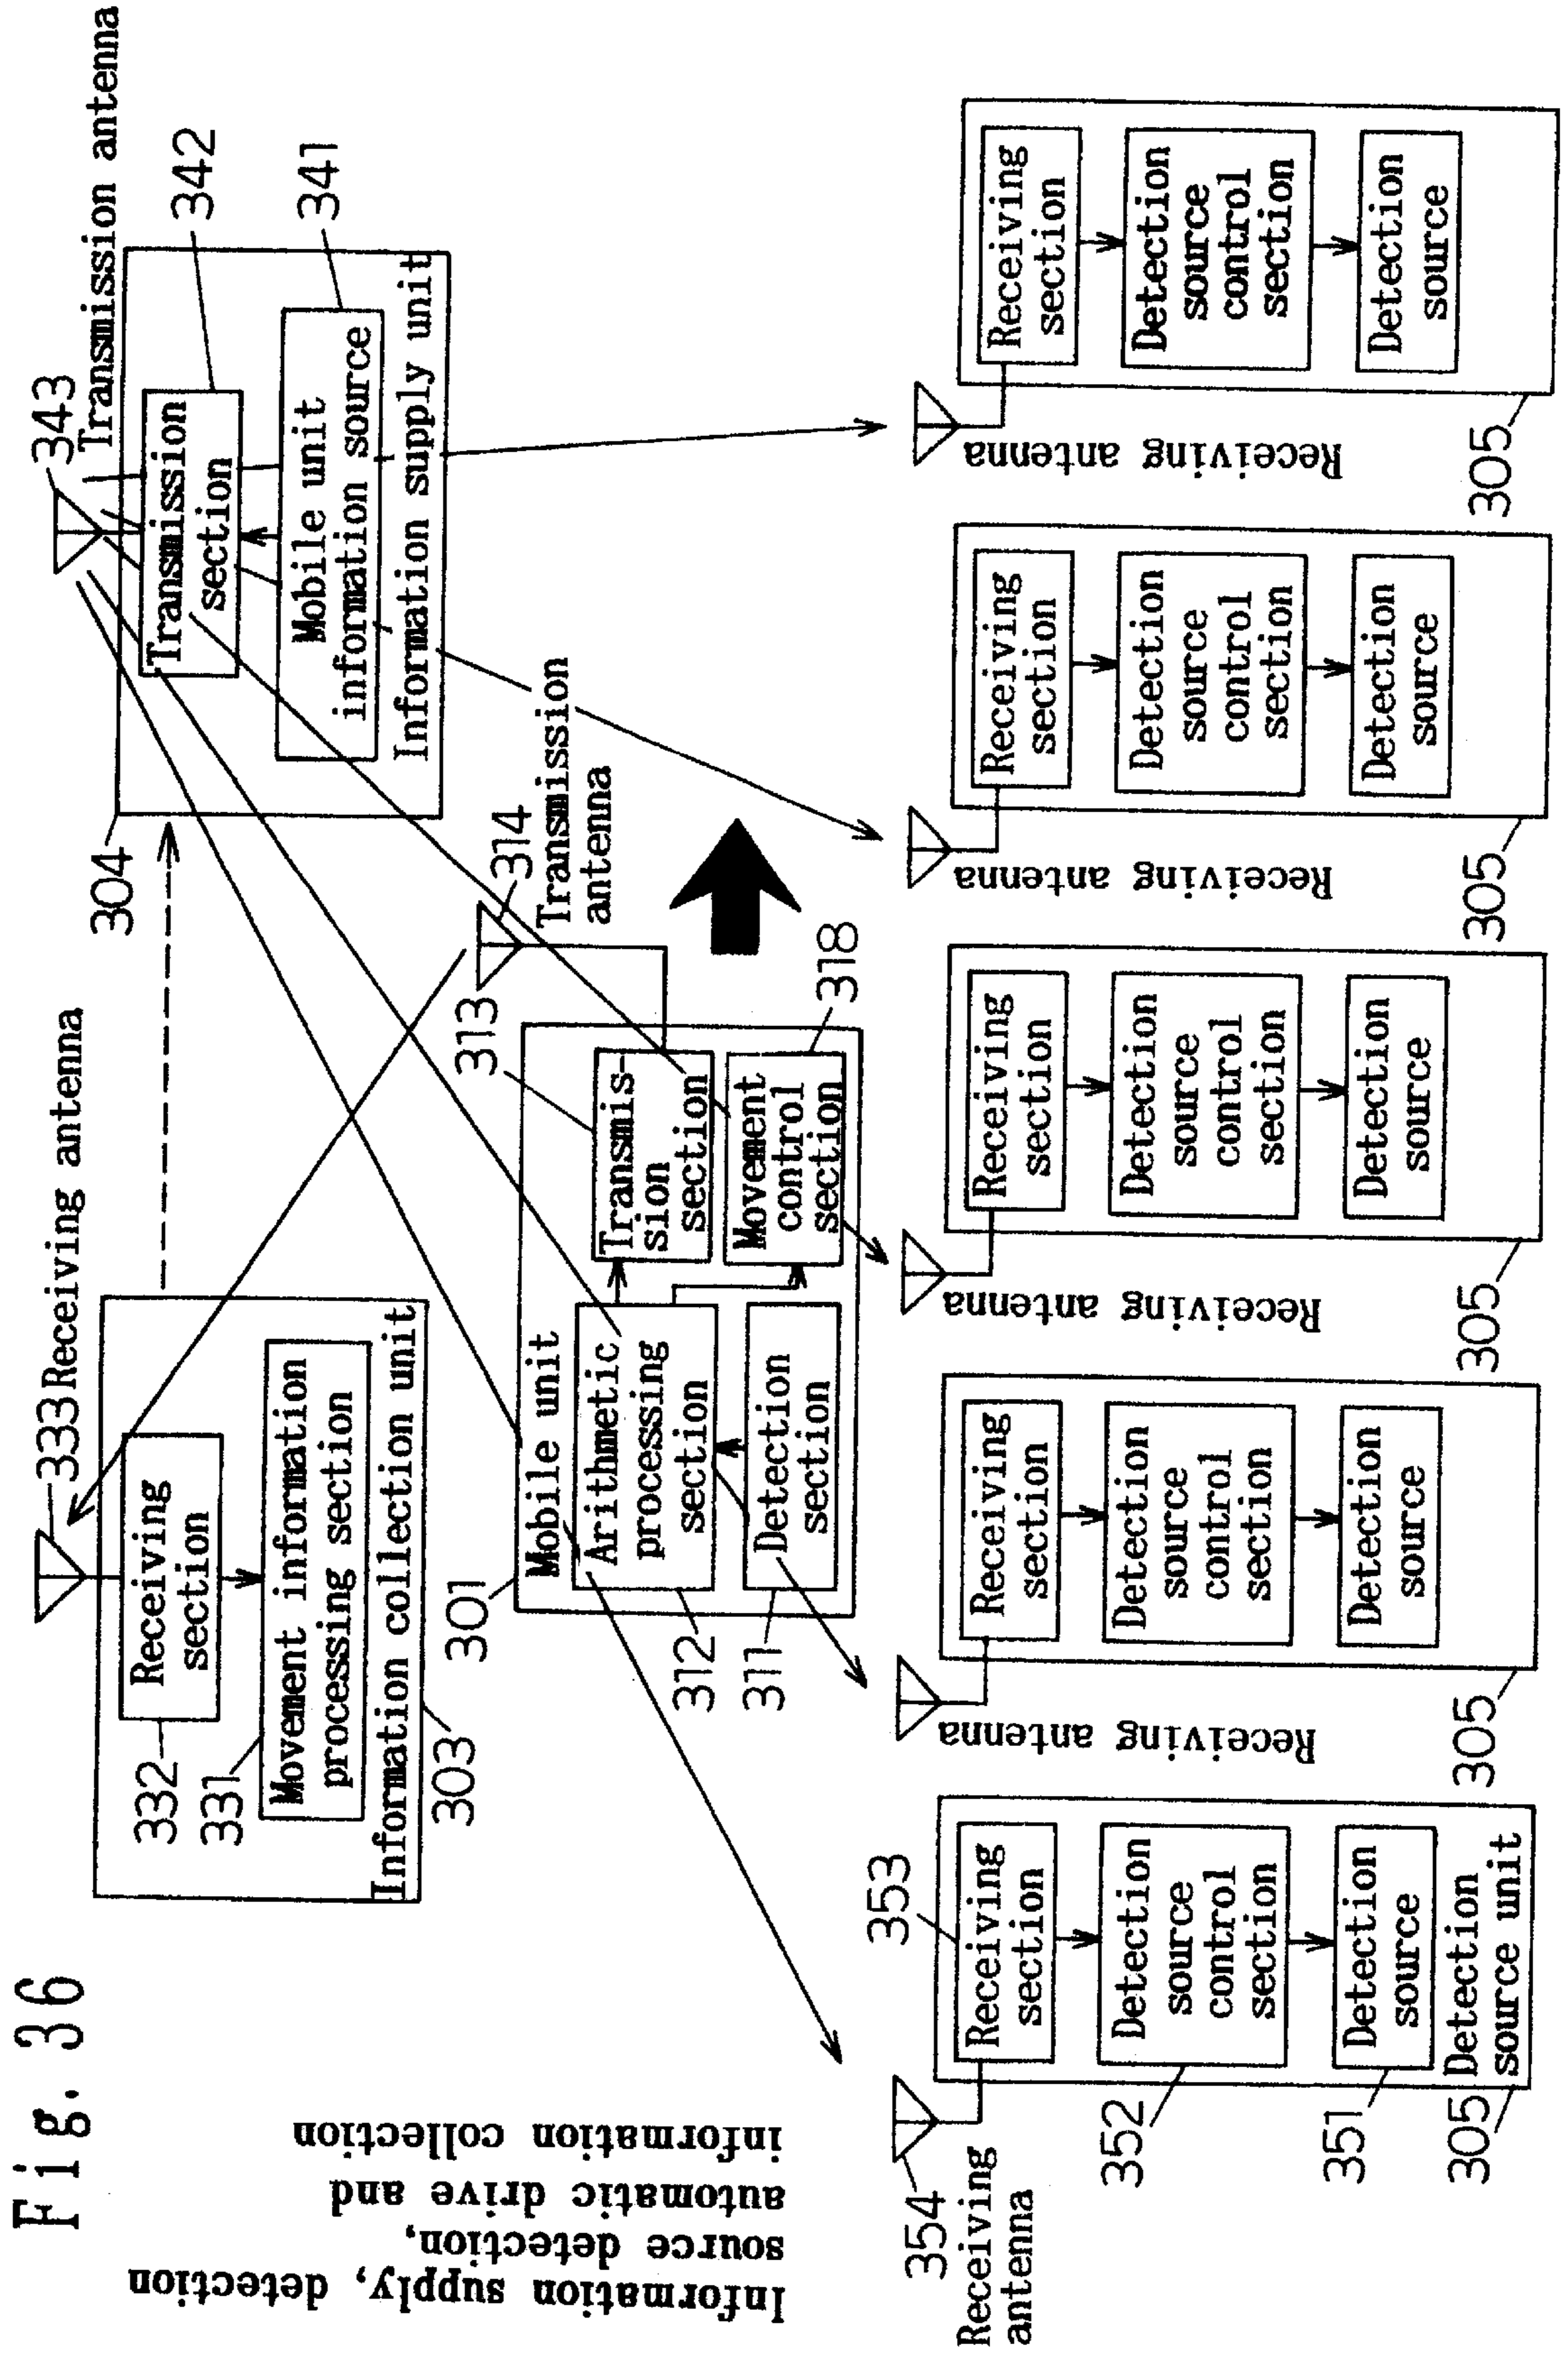 Fig. 36
Information supply, detection
source detection,
automatic drive and
information collection
333
Receiving antenna
332
Receiving
section
331
Movement information
processing section
Information collection unit
303
304
343
Transmission antenna
342
Transmission
section
341
Mobile unit
information source
Information supply unit
301
Mobile unit
312
Arithmetic
processing
section
311
Detection
section
313
Transmis-
sion
section
314
Transmission
antenna
318
Movement
control
section
354
Receiving
antenna
353
Receiving
section
352
Detection
source
control
section
351
Detection
source
305
Detection
source unit
Receiving antenna
Receiving
section
Detection
source
control
section
Detection
source
305
Receiving antenna
Receiving
section
Detection
source
control
section
Detection
source
305
Receiving antenna
Receiving
section
Detection
source
control
section
Detection
source
305
Receiving antenna
Receiving
section
Detection
source
control
section
Detection
source
305